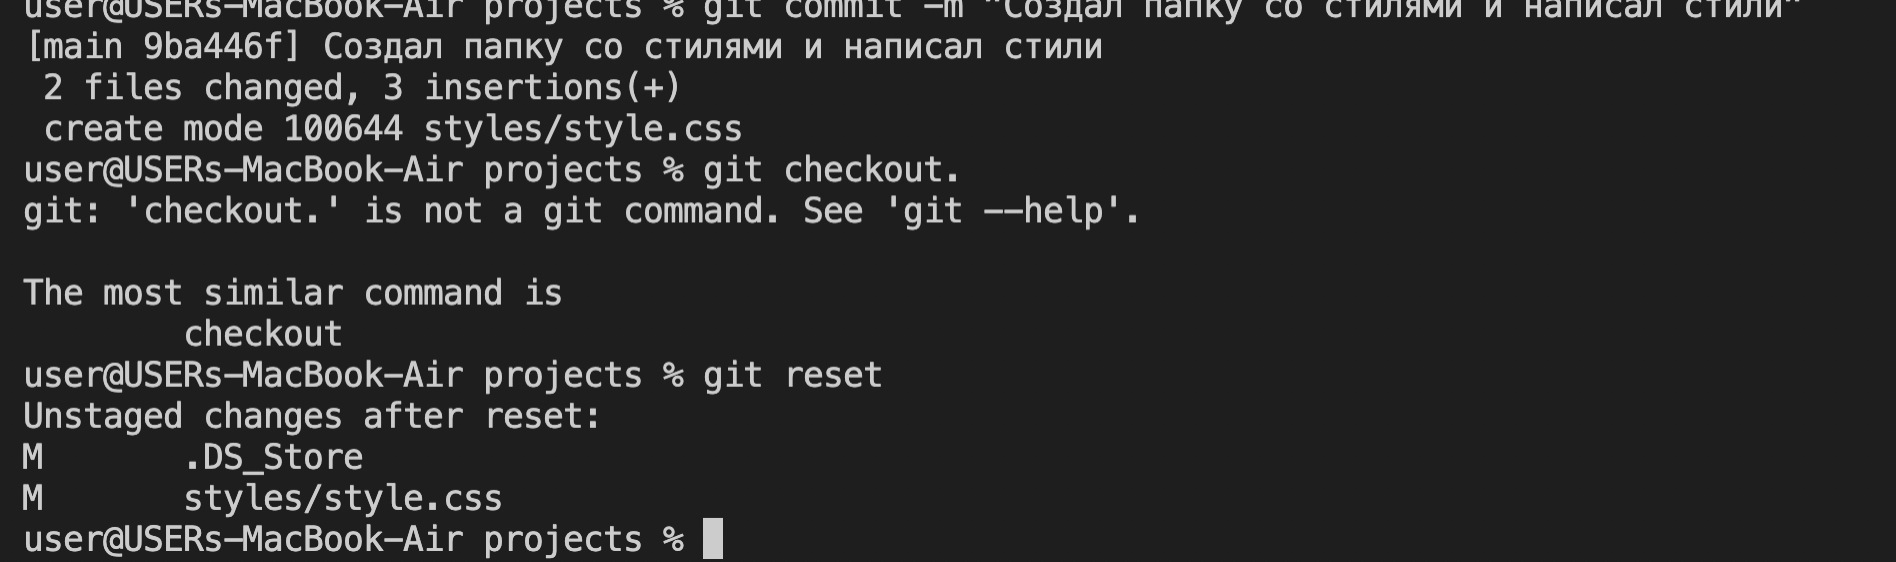 user@USERs-MacBook-Air projects % git commit -m "Создал папку со стилями и написал стили"
[main 9ba446f] Создал папку со стилями и написал стили
 2 files changed, 3 insertions(+)
 create mode 100644 styles/style.css
user@USERs-MacBook-Air projects % git checkout.
git: 'checkout.' is not a git command. See 'git --help'.

The most similar command is
        checkout
user@USERs-MacBook-Air projects % git reset
Unstaged changes after reset:
M       .DS_Store
M       styles/style.css
user@USERs-MacBook-Air projects %